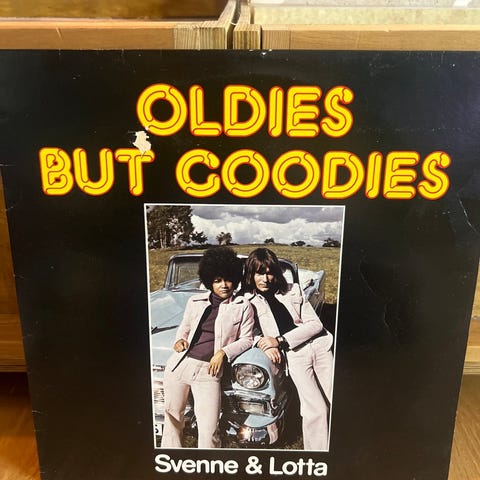 OLDIES
BUT GOODIES
Svenne & Lotta